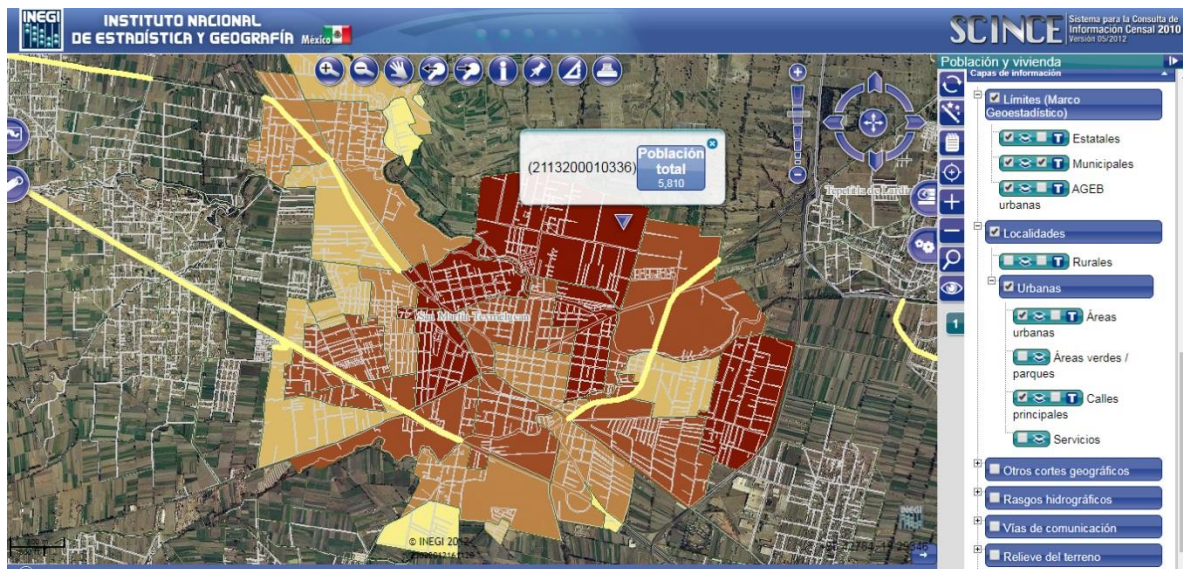 INEGI
INSTITUTO NACIONAL
DE ESTADÍSTICA Y GEOGRAFÍA México
SCINCE
Sistema para la Consulta de
Información Censal 2010
Versión 05/2012
Población y vivienda
Capas de información
Límites (Marco
Geoestadístico)
T Estatales
T Municipales
T AGEB
urbanas
Localidades
T Rurales
Urbanas
T Áreas
urbanas
Áreas verdes /
parques
T Calles
principales
Servicios
Otros cortes geográficos
Rasgos hidrográficos
Vías de comunicación
Relieve del terreno
1
(2113200010336)
Población
total
5,810
San Martín Texmelucan
© INEGI 2012
INEGI